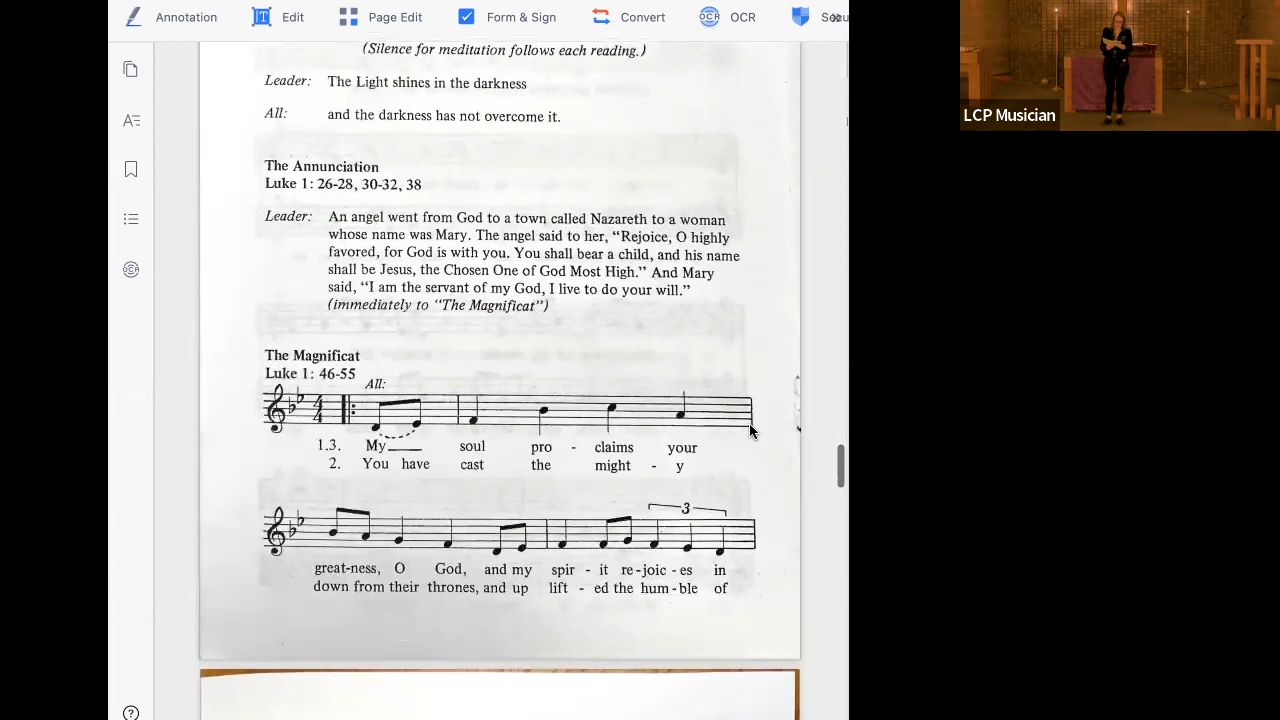 Annotation Edit Page Edit Form & Sign Convert OCR OCR
(Silence for meditation follows each reading.)
Leader: The Light shines in the darkness
All: and the darkness has not overcome it.
The Annunciation
Luke 1: 26-28, 30-32, 38
Leader: An angel went from God to a town called Nazareth to a woman
whose name was Mary. The angel said to her, “Rejoice, O highly
favored, for God is with you. You shall bear a child, and his name
shall be Jesus, the Chosen One of God Most High.” And Mary
said, “I am the servant of my God, I live to do your will.”
(immediately to “The Magnificat”)
The Magnificat
Luke 1: 46-55
All:
4
4
1.3. My soul pro - claims your
2. You have cast the might - y
3
great-ness, O God, and my spir - it re-joic-es in
down from their thrones, and up lift - ed the hum-ble of
LCP Musician